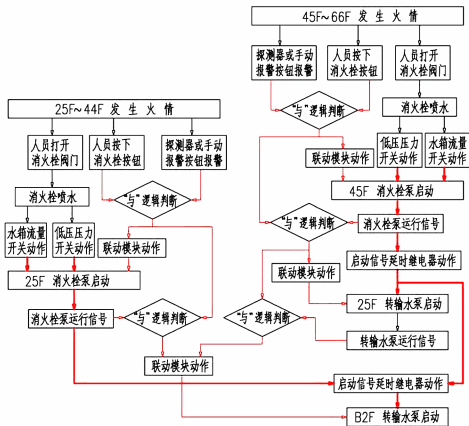 45F~66F 发 生 火 情
探测器或手动
报警按钮报警
人员按下
消火栓按钮
人员打开
消火栓阀门
“与”逻辑判断
消火栓喷水
联动模块动作
低压压力
开关动作
水箱流量
开关动作
45F 消火栓泵启动
“与”逻辑判断
消火栓泵运行信号
启动信号延时继电器动作
联动模块动作
25F 转输水泵启动
“与”逻辑判断
转输水泵运行信号
25F~44F 发 生 火 情
人员打开
消火栓阀门
人员按下
消火栓按钮
探测器或手动
报警按钮报警
消火栓喷水
“与”逻辑判断
水箱流量
开关动作
低压压力
开关动作
联动模块动作
25F 消火栓泵启动
消火栓泵运行信号
“与”逻辑判断
联动模块动作
启动信号延时继电器动作
B2F 转输水泵启动